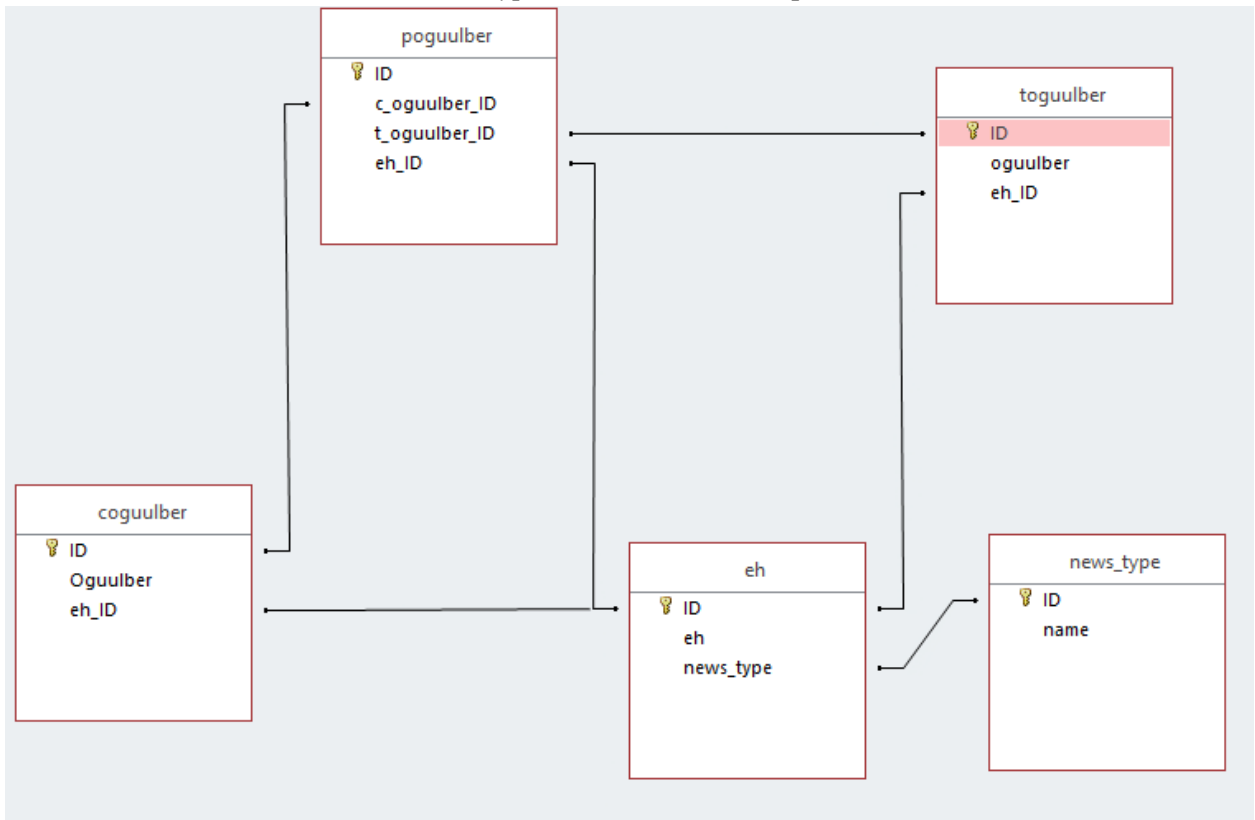 poguulber
ID
c_oguulber_ID
t_oguulber_ID
eh_ID
toguulber
ID
oguulber
eh_ID
coguulber
ID
Oguulber
eh_ID
eh
ID
eh
news_type
news_type
ID
name